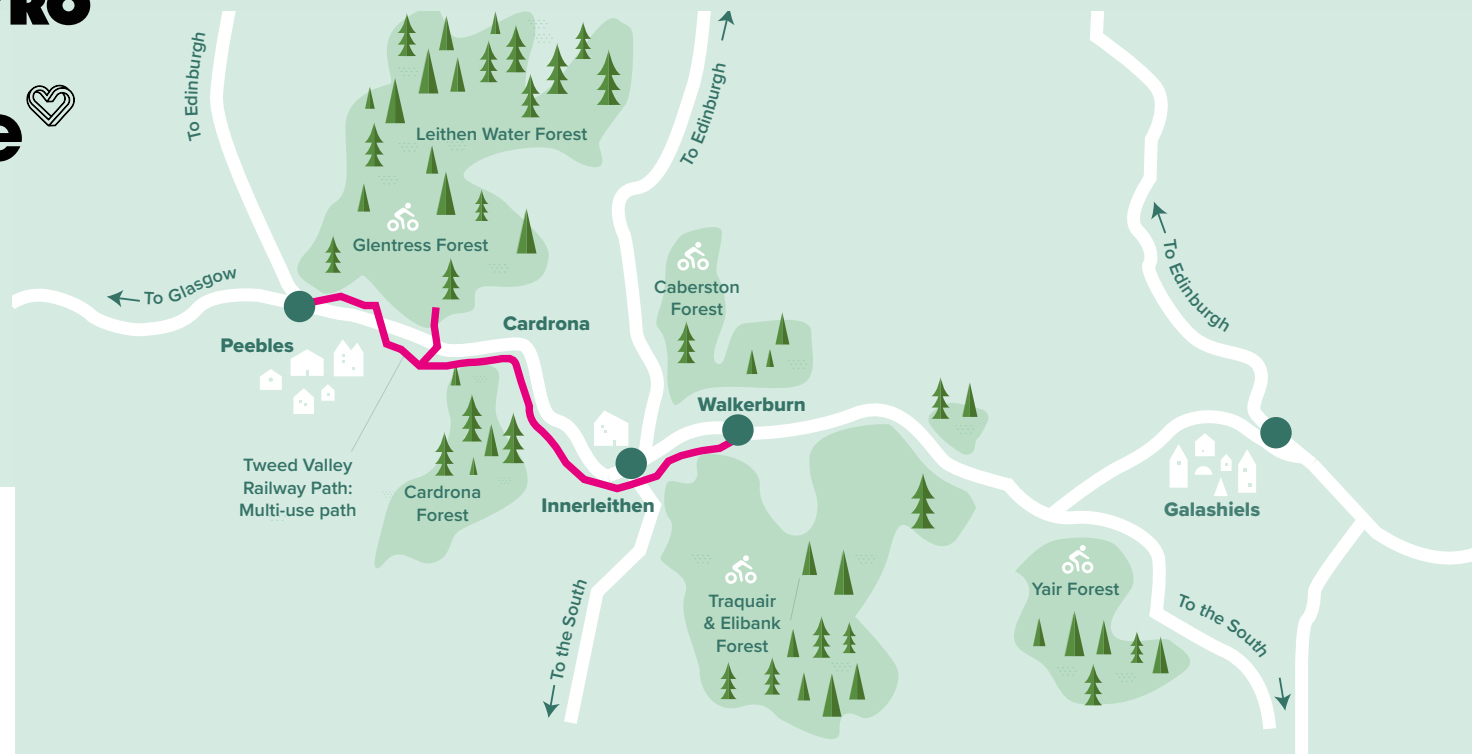 To Edinburgh
To Edinburgh
Leithen Water Forest
Glentress Forest
To Glasgow
Caberston
Forest
To Edinburgh
Cardrona
Peebles
Walkerburn
Tweed Valley
Railway Path:
Multi-use path
Cardrona
Forest
Innerleithen
Galashiels
Traquair
& Elibank
Forest
Yair Forest
To the South
To the South